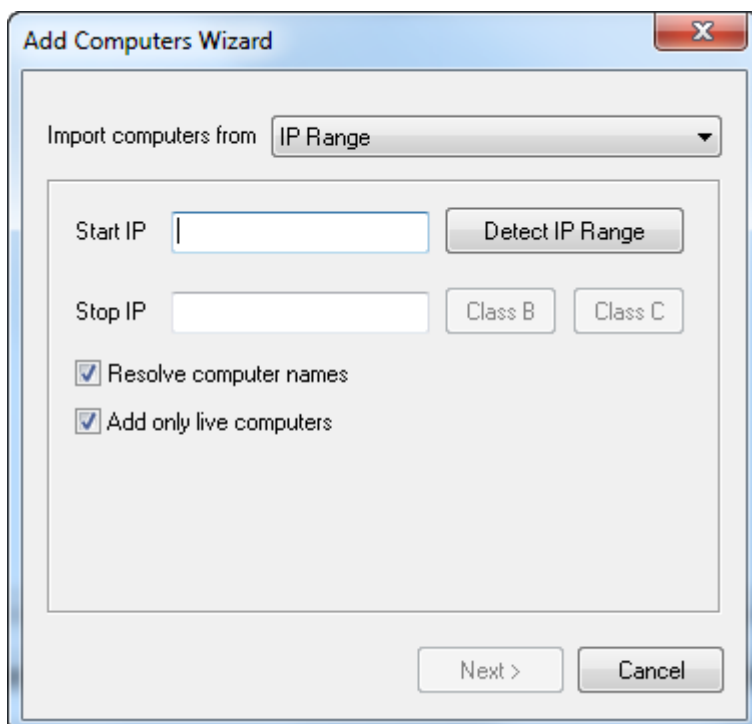 Add Computers Wizard
Import computers from IP Range
Start IP Detect IP Range
Stop IP Class B Class C
Resolve computer names
Add only live computers
Next > Cancel